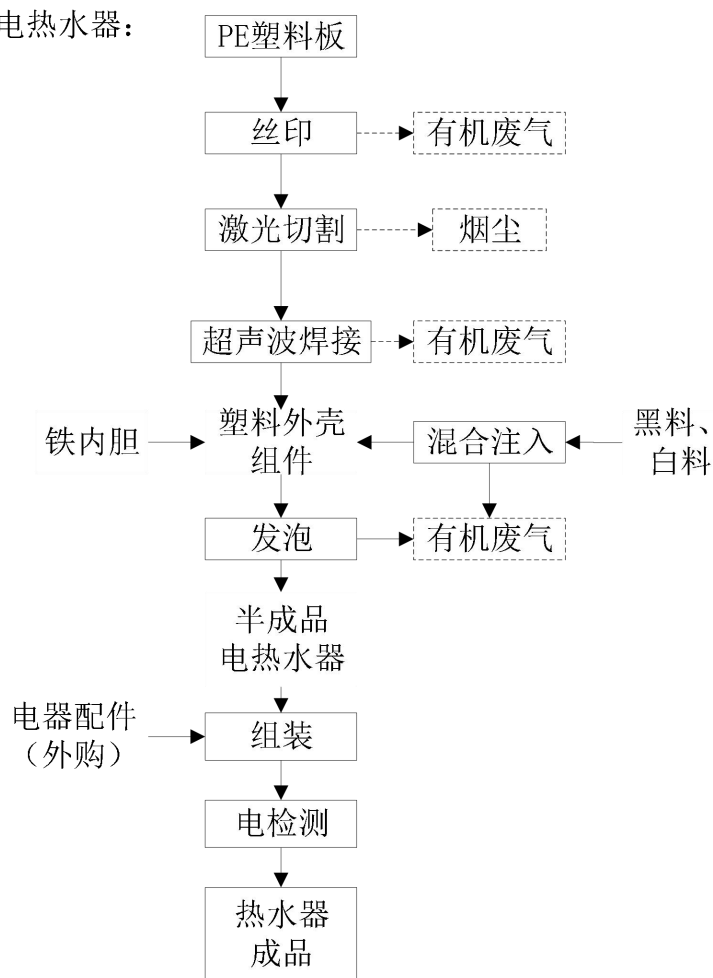 电热水器：
PE塑料板
丝印
有机废气
激光切割
烟尘
超声波焊接
有机废气
铁内胆
塑料外壳
组件
混合注入
黑料、
白料
发泡
有机废气
半成品
电热水器
电器配件
（外购）
组装
电检测
热水器
成品